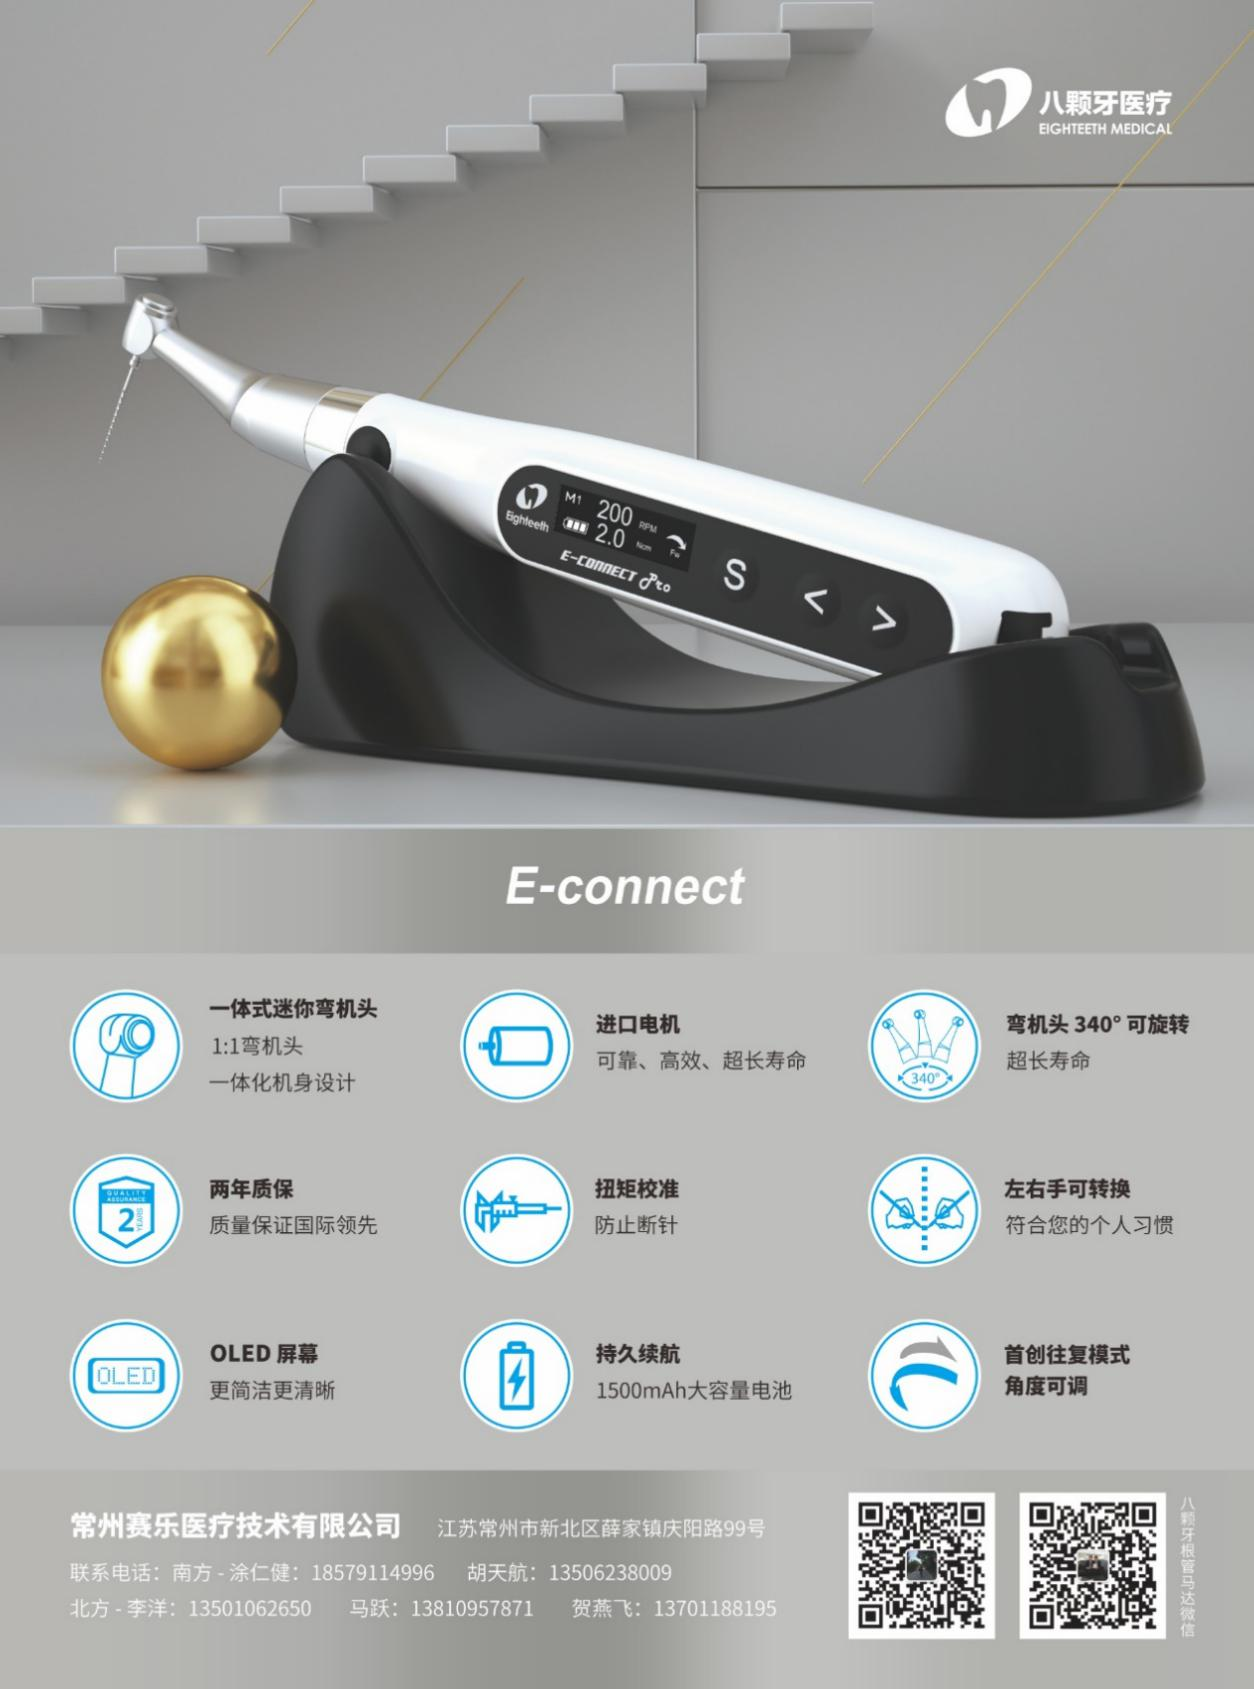 八颗牙医疗
EIGHTEETH MEDICAL
Eighteeth
M1 200 RPM
2.0 Ncm Fw
E-CONNECT Pro
S < >
E-connect
一体式迷你弯机头
1:1弯机头
一体化机身设计
进口电机
可靠、高效、超长寿命
340°
弯机头 340° 可旋转
超长寿命
QUALITY
ASSURANCE
2 YEARS
两年质保
质量保证国际领先
扭矩校准
防止断针
左右手可转换
符合您的个人习惯
OLED
OLED 屏幕
更简洁更清晰
持久续航
1500mAh大容量电池
首创往复模式
角度可调
常州赛乐医疗技术有限公司 江苏常州市新北区薛家镇庆阳路99号
联系电话：南方 - 涂仁健：18579114996 胡天航：13506238009
北方 - 李洋：13501062650 马跃：13810957871 贺燕飞：13701188195
八颗牙根管马达微信